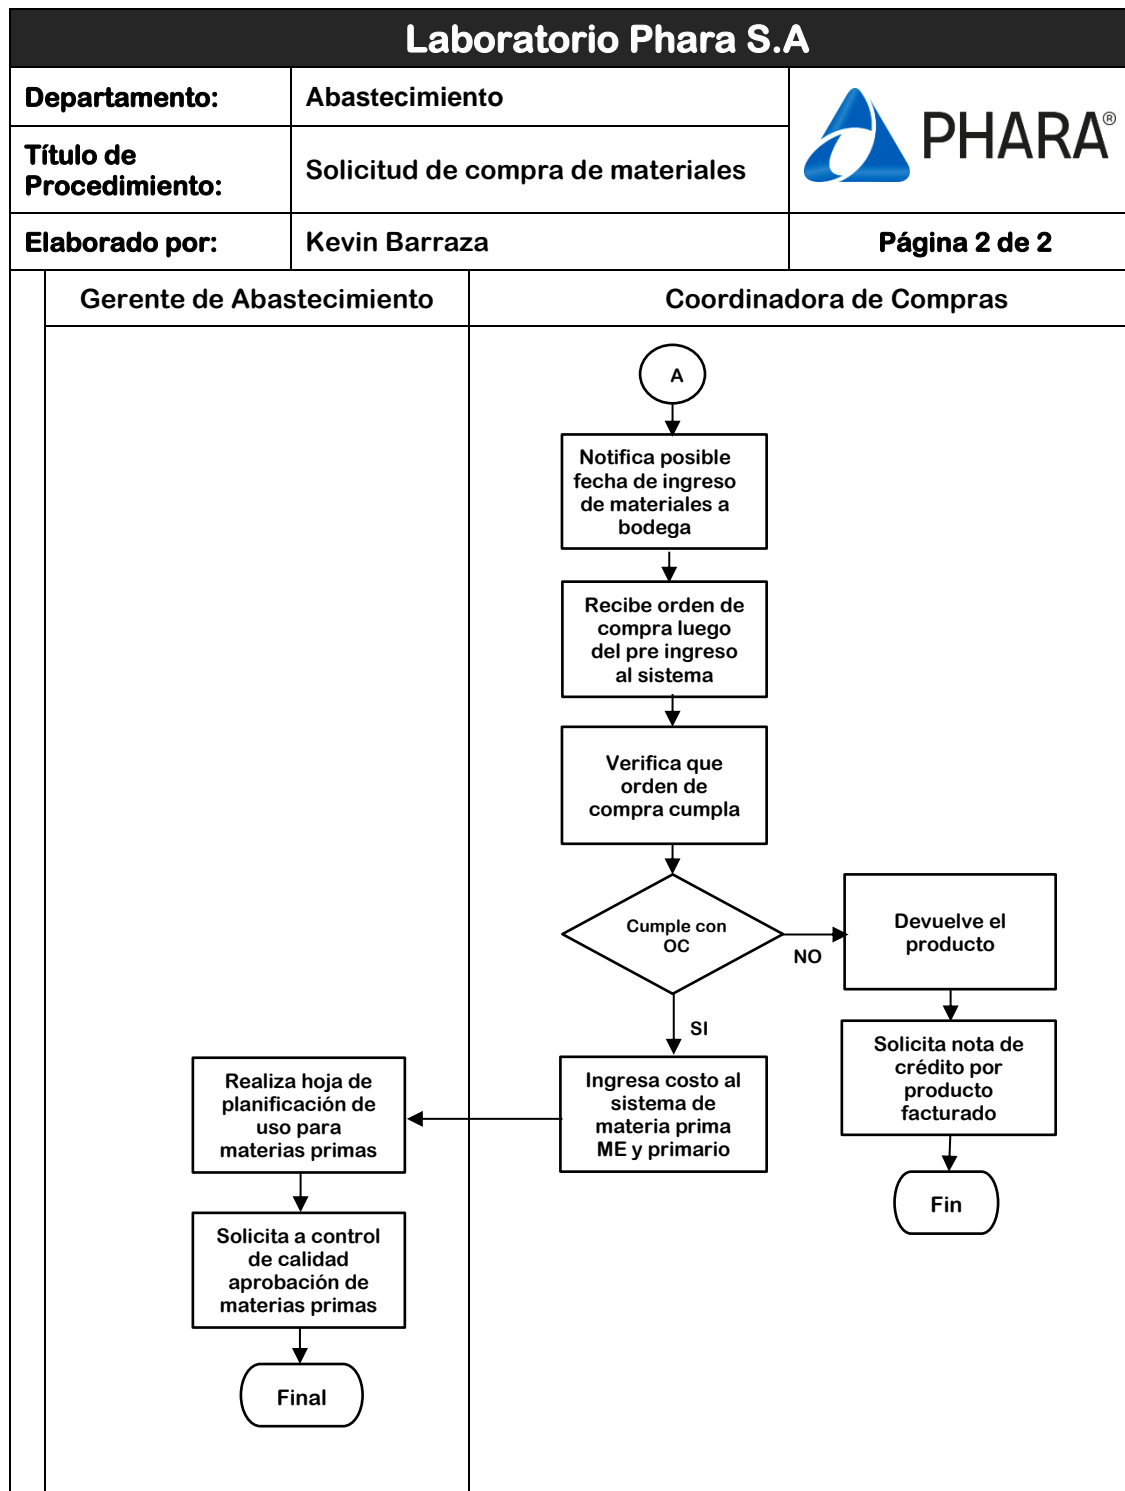 Laboratorio Phara S.A
Departamento:
Abastecimiento
PHARA®
Título de
Procedimiento:
Solicitud de compra de materiales
Elaborado por:
Kevin Barraza
Página 2 de 2
Gerente de Abastecimiento
Coordinadora de Compras
A
Notifica posible
fecha de ingreso
de materiales a
bodega
Recibe orden de
compra luego
del pre ingreso
al sistema
Verifica que
orden de
compra cumpla
Cumple con
OC
NO
Devuelve el
producto
SI
Solicita nota de
crédito por
producto
facturado
Fin
Ingresa costo al
sistema de
materia prima
ME y primario
Realiza hoja de
planificación de
uso para
materias primas
Solicita a control
de calidad
aprobación de
materias primas
Final